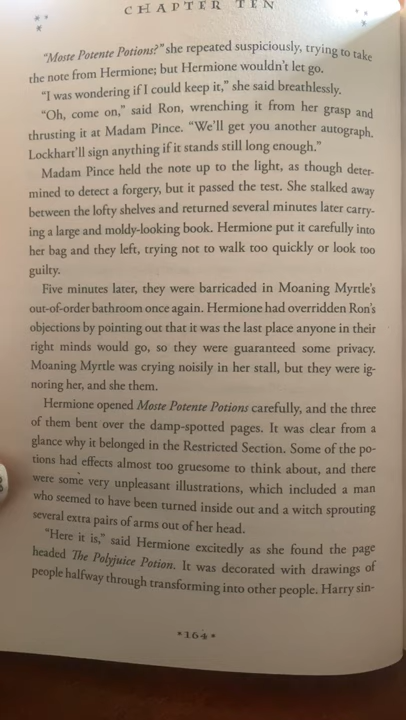 CHAPTER TEN
"Moste Potente Potions?" she repeated suspiciously, trying to take
the note from Hermione; but Hermione wouldn't let go.
"I was wondering if I could keep it," she said breathlessly.
"Oh, come on," said Ron, wrenching it from her grasp and
thrusting it at Madam Pince. "We'll get you another autograph.
Lockhart'll sign anything if it stands still long enough."
Madam Pince held the note up to the light, as though deter-
mined to detect a forgery, but it passed the test. She stalked away
between the lofty shelves and returned several minutes later carry-
ing a large and moldy-looking book. Hermione put it carefully into
her bag and they left, trying not to walk too quickly or look too
guilty.
Five minutes later, they were barricaded in Moaning Myrtle's
out-of-order bathroom once again. Hermione had overridden Ron's
objections by pointing out that it was the last place anyone in their
right minds would go, so they were guaranteed some privacy.
Moaning Myrtle was crying noisily in her stall, but they were ig-
noring her, and she them.
Hermione opened Moste Potente Potions carefully, and the three
of them bent over the damp-spotted pages. It was clear from a
glance why it belonged in the Restricted Section. Some of the po-
tions had effects almost too gruesome to think about, and there
were some very unpleasant illustrations, which included a man
who seemed to have been turned inside out and a witch sprouting
several extra pairs of arms out of her head.
"Here it is," said Hermione excitedly as she found the page
headed The Polyjuice Potion. It was decorated with drawings of
people halfway through transforming into other people. Harry sin-
*164*